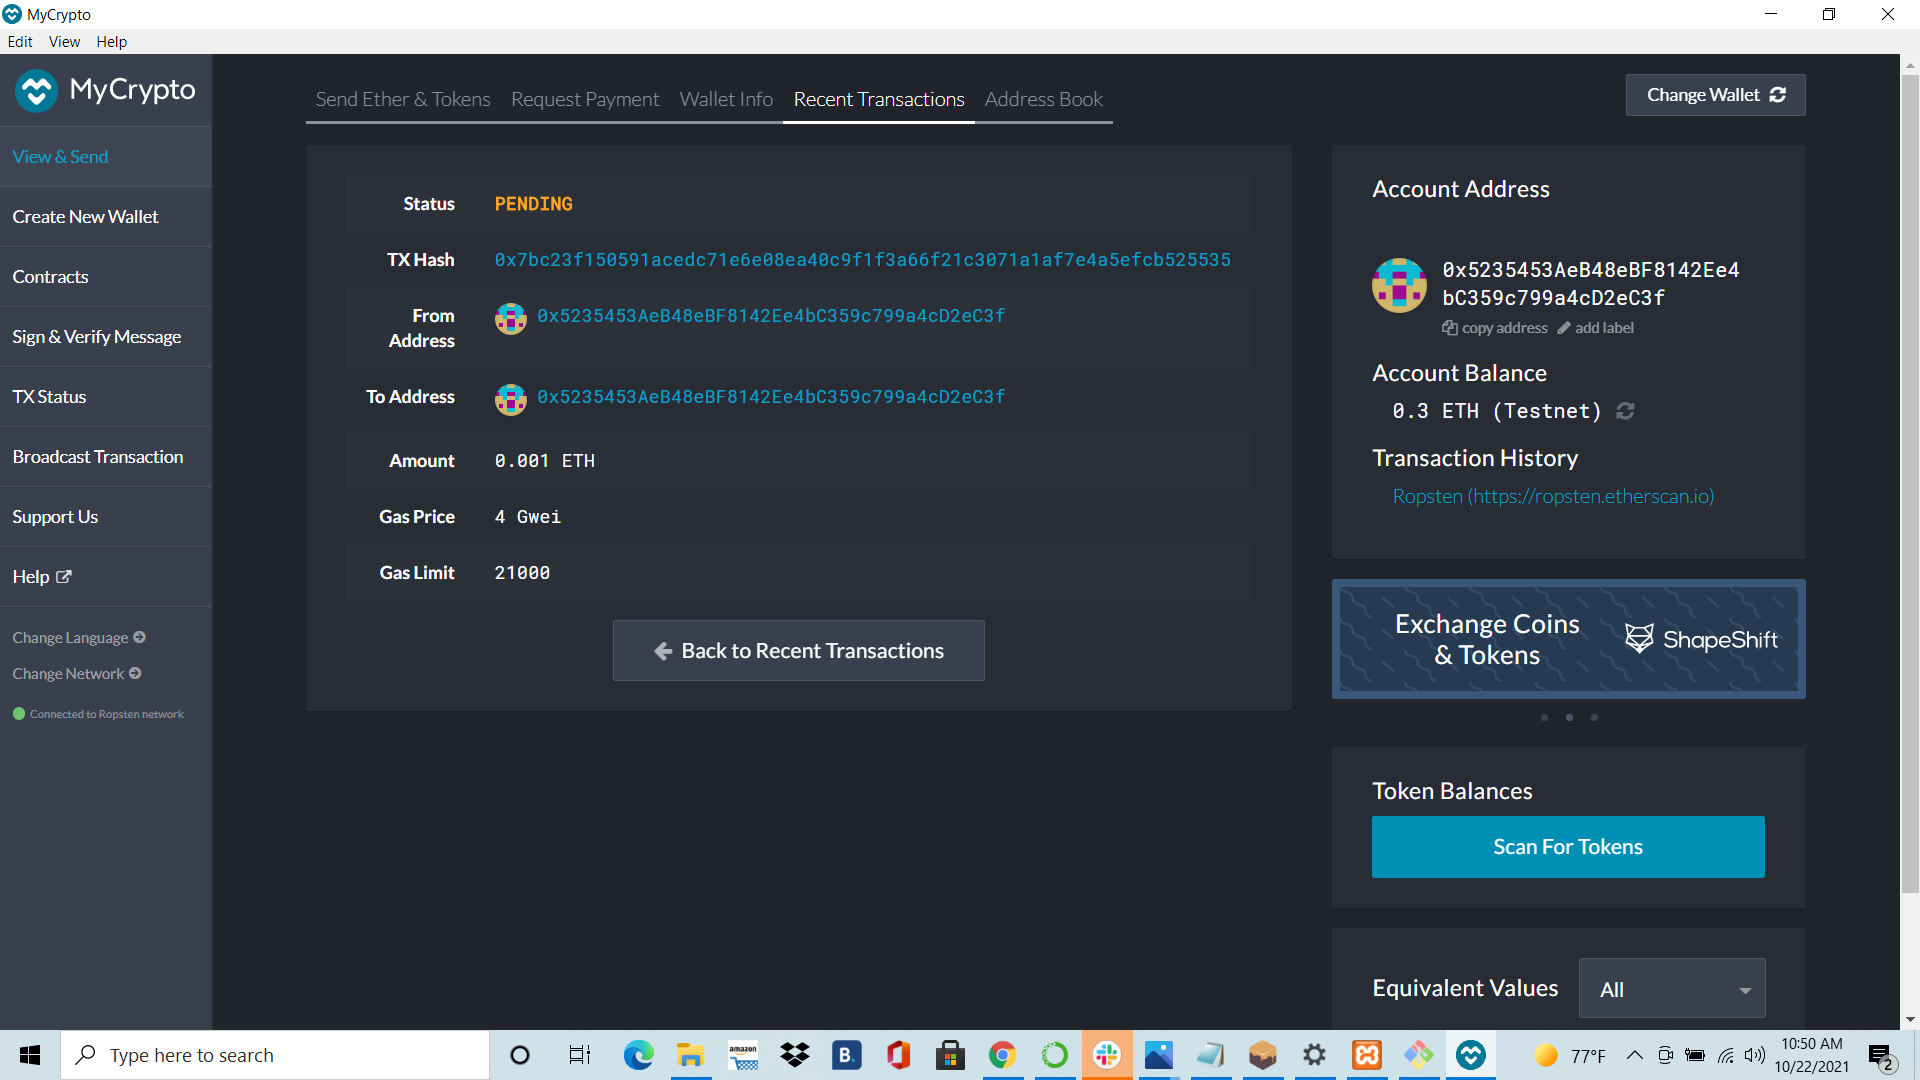 MyCrypto
Edit View Help
MyCrypto
View & Send
Create New Wallet
Contracts
Sign & Verify Message
TX Status
Broadcast Transaction
Support Us
Help
Change Language
Change Network
Connected to Ropsten network
Send Ether & Tokens Request Payment Wallet Info Recent Transactions Address Book
Change Wallet
Status PENDING
TX Hash 0x7bc23f150591acedc71e6e08ea40c9f1f3a66f21c3071a1af7e4a5efcb525535
From Address 0x5235453AeB48eBF8142Ee4bC359c799a4cD2eC3f
To Address 0x5235453AeB48eBF8142Ee4bC359c799a4cD2eC3f
Amount 0.001 ETH
Gas Price 4 Gwei
Gas Limit 21000
Back to Recent Transactions
Account Address
0x5235453AeB48eBF8142Ee4
bC359c799a4cD2eC3f
copy address add label
Account Balance
0.3 ETH (Testnet)
Transaction History
Ropsten (https://ropsten.etherscan.io)
Exchange Coins
& Tokens
ShapeShift
Token Balances
Scan For Tokens
Equivalent Values All
Type here to search
amazon
B.
77°F
10:50 AM
10/22/2021
2